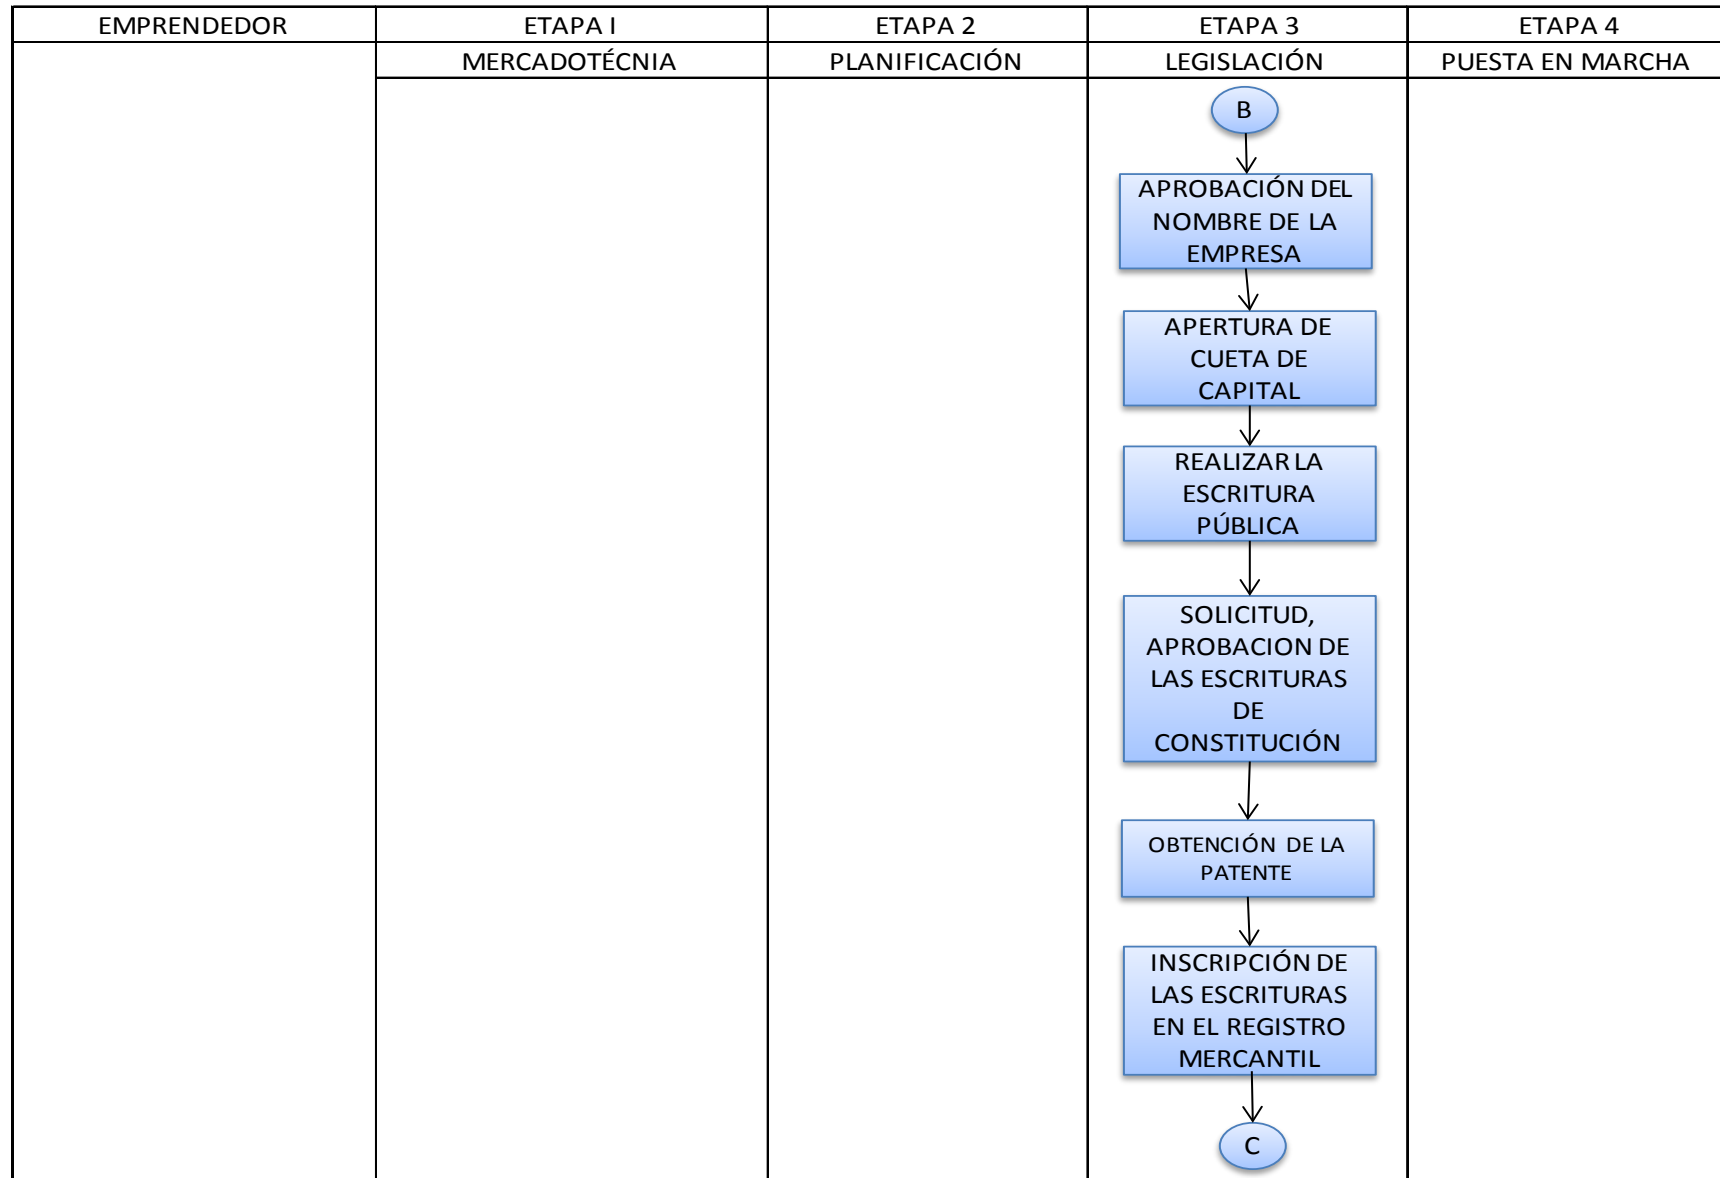 EMPRENDEDOR ETAPA I ETAPA 2 ETAPA 3 ETAPA 4
MERCADOTÉCNIA PLANIFICACIÓN LEGISLACIÓN PUESTA EN MARCHA
B
APROBACIÓN DEL
NOMBRE DE LA
EMPRESA
APERTURA DE
CUETA DE
CAPITAL
REALIZAR LA
ESCRITURA
PÚBLICA
SOLICITUD,
APROBACION DE
LAS ESCRITURAS
DE
CONSTITUCIÓN
OBTENCIÓN DE LA
PATENTE
INSCRIPCIÓN DE
LAS ESCRITURAS
EN EL REGISTRO
MERCANTIL
C